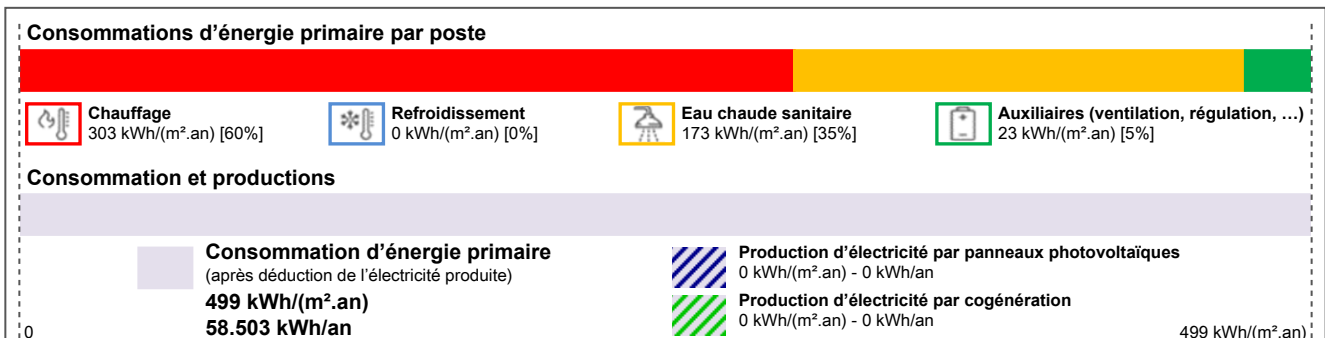 Consommations d'énergie primaire par poste
Chauffage
303 kWh/(m².an) [60%]
Refroidissement
0 kWh/(m².an) [0%]
Eau chaude sanitaire
173 kWh/(m².an) [35%]
Auxiliaires (ventilation, régulation, …)
23 kWh/(m².an) [5%]
Consommation et productions
Consommation d'énergie primaire
(après déduction de l'électricité produite)
499 kWh/(m².an)
58.503 kWh/an
Production d'électricité par panneaux photovoltaïques
0 kWh/(m².an) - 0 kWh/an
Production d'électricité par cogénération
0 kWh/(m².an) - 0 kWh/an
0
499 kWh/(m².an)